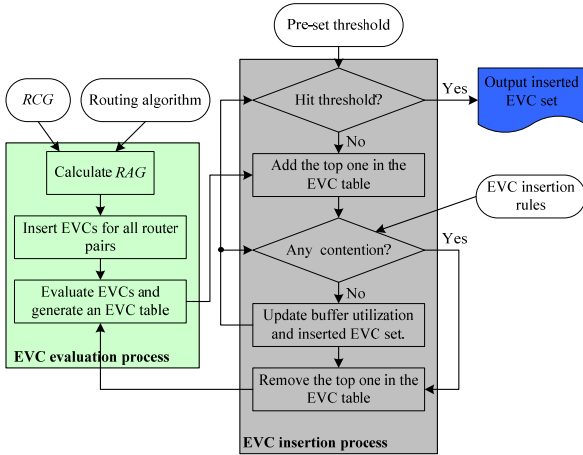 Pre-set threshold
RCG
Routing algorithm
Hit threshold?
Yes
Output inserted
EVC set
No
Calculate RAG
Add the top one in the
EVC table
EVC insertion
rules
Insert EVCs for all router
pairs
Any contention?
Yes
No
Evaluate EVCs and
generate an EVC table
Update buffer utilization
and inserted EVC set.
EVC evaluation process
Remove the top one in the
EVC table
EVC insertion process